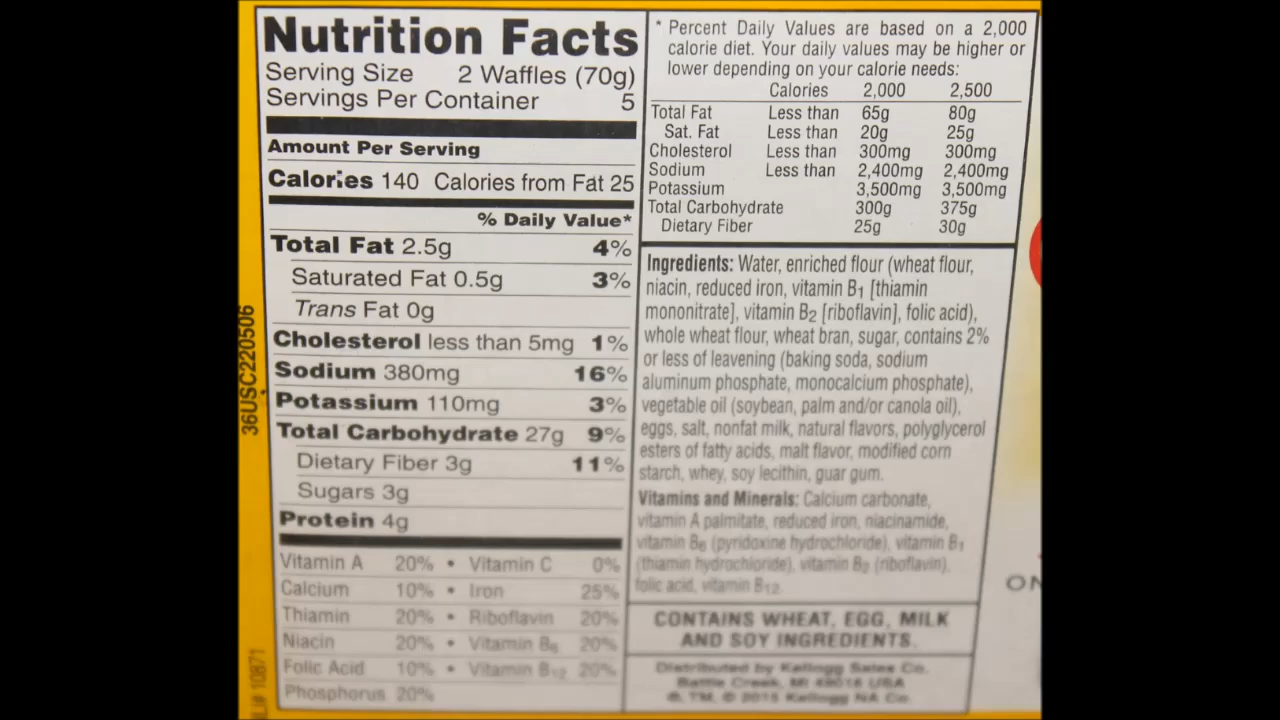 Nutrition Facts
Serving Size 2 Waffles (70g)
Servings Per Container 5
Amount Per Serving
Calories 140 Calories from Fat 25
% Daily Value*
Total Fat 2.5g 4%
Saturated Fat 0.5g 3%
Trans Fat 0g
Cholesterol less than 5mg 1%
Sodium 380mg 16%
Potassium 110mg 3%
Total Carbohydrate 27g 9%
Dietary Fiber 3g 11%
Sugars 3g
Protein 4g
Vitamin A 20% • Vitamin C 0%
Calcium 10% • Iron 25%
Thiamin 20% • Riboflavin 20%
Niacin 20% • Vitamin B6 20%
Folic Acid 10% • Vitamin B12 20%
Phosphorus 20%
* Percent Daily Values are based on a 2,000
calorie diet. Your daily values may be higher or
lower depending on your calorie needs:
Calories 2,000 2,500
Total Fat Less than 65g 80g
Sat. Fat Less than 20g 25g
Cholesterol Less than 300mg 300mg
Sodium Less than 2,400mg 2,400mg
Potassium 3,500mg 3,500mg
Total Carbohydrate 300g 375g
Dietary Fiber 25g 30g
Ingredients: Water, enriched flour (wheat flour,
niacin, reduced iron, vitamin B1 [thiamin
mononitrate], vitamin B2 [riboflavin], folic acid),
whole wheat flour, wheat bran, sugar, contains 2%
or less of leavening (baking soda, sodium
aluminum phosphate, monocalcium phosphate),
vegetable oil (soybean, palm and/or canola oil),
eggs, salt, nonfat milk, natural flavors, polyglycerol
esters of fatty acids, malt flavor, modified corn
starch, whey, soy lecithin, guar gum.
Vitamins and Minerals: Calcium carbonate,
vitamin A palmitate, reduced iron, niacinamide,
vitamin B6 (pyridoxine hydrochloride), vitamin B1
(thiamin hydrochloride), vitamin B2 (riboflavin),
folic acid, vitamin B12.
CONTAINS WHEAT, EGG, MILK
AND SOY INGREDIENTS.
Distributed by Kellogg Sales Co.
Battle Creek, MI 49016 USA
®, TM, © 2015 Kellogg NA Co.
36USC220506
10871
ON